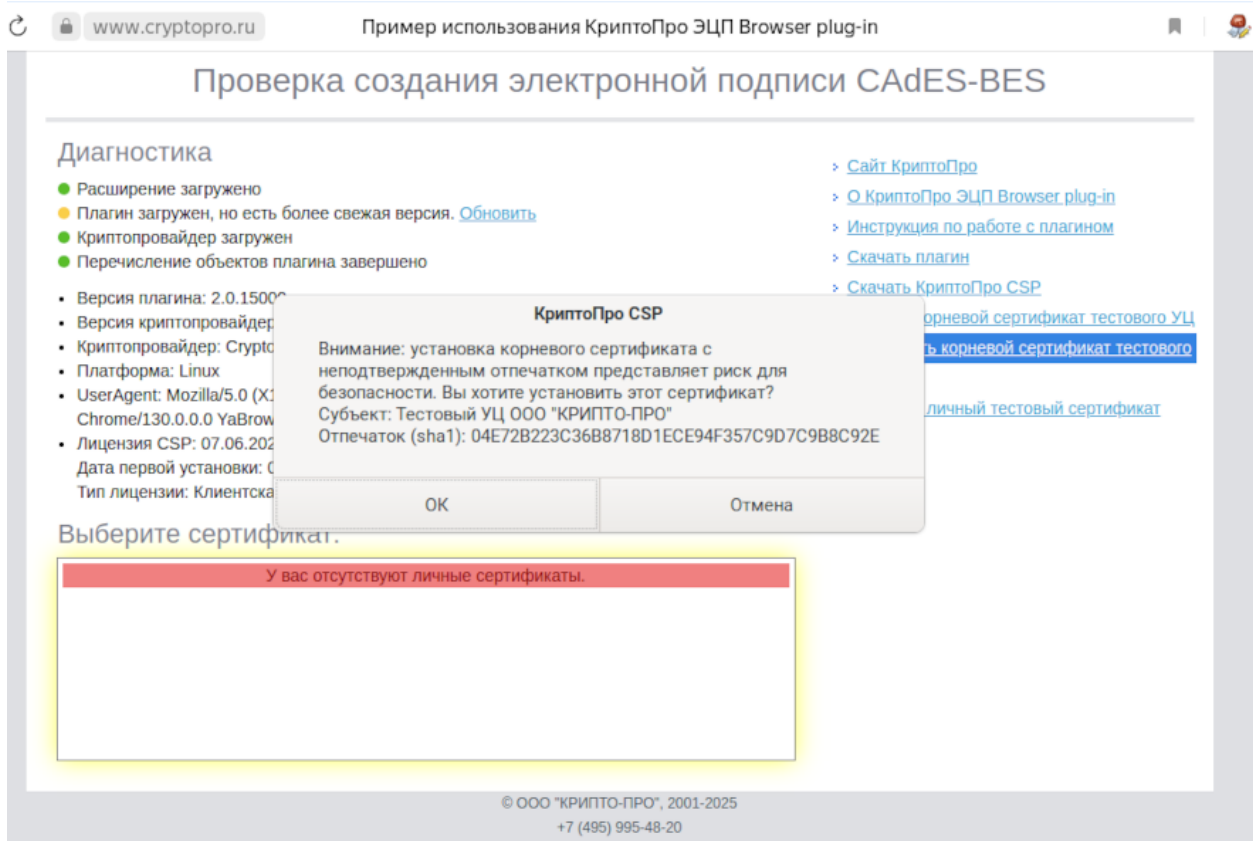 www.cryptopro.ru
Пример использования КриптоПро ЭЦП Browser plug-in
Проверка создания электронной подписи CAdES-BES
Диагностика
Расширение загружено
Плагин загружен, но есть более свежая версия. Обновить
Криптопровайдер загружен
Перечисление объектов плагина завершено
Версия плагина: 2.0.15000
Версия криптопровайдер
Криптопровайдер: Crypto
Платформа: Linux
UserAgent: Mozilla/5.0 (X1
Chrome/130.0.0.0 YaBrow
Лицензия CSP: 07.06.202
Дата первой установки:
Тип лицензии: Клиентска
Сайт КриптоПро
О КриптоПро ЭЦП Browser plug-in
Инструкция по работе с плагином
Скачать плагин
Скачать КриптоПро CSP
орневой сертификат тестового УЦ
ь корневой сертификат тестового
личный тестовый сертификат
КриптоПро CSP
Внимание: установка корневого сертификата с
неподтвержденным отпечатком представляет риск для
безопасности. Вы хотите установить этот сертификат?
Субъект: Тестовый УЦ ООО "КРИПТО-ПРО"
Отпечаток (sha1): 04E72B223C36B8718D1ECE94F357C9D7C9B8C92E
ОК
Отмена
Выберите сертификат:
У вас отсутствуют личные сертификаты.
© ООО "КРИПТО-ПРО", 2001-2025
+7 (495) 995-48-20